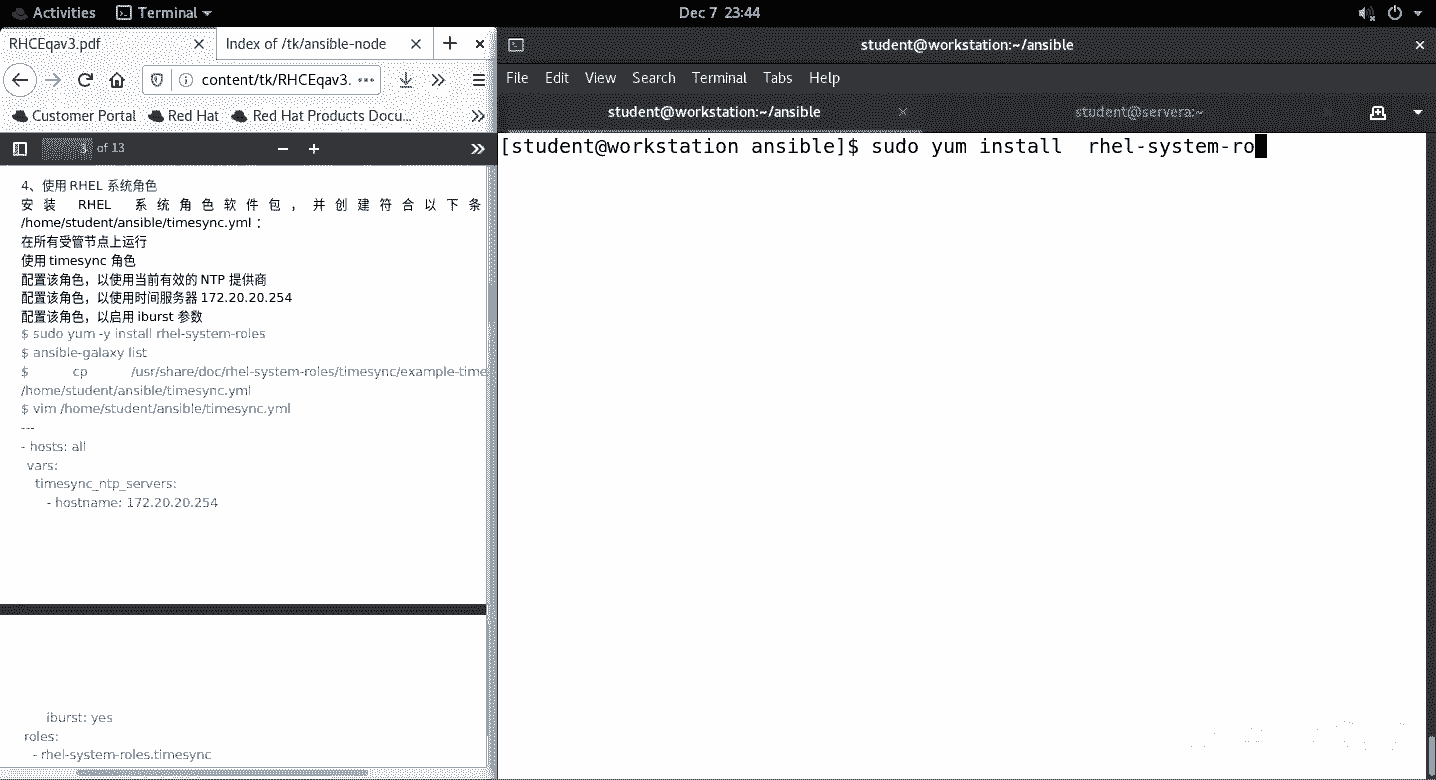 Activities
Terminal
Dec 7 23:44
RHCEqav3.pdf
Index of /tk/ansible-node
content/tk/RHCEqav3.
Customer Portal
Red Hat
Red Hat Products Docu...
3 of 13
4、使用 RHEL 系统角色
安 装 RHEL 系 统 角 色 软 件 包 ， 并 创 建 符 合 以 下 条
/home/student/ansible/timesync.yml：
在所有受管节点上运行
使用 timesync 角色
配置该角色，以使用当前有效的 NTP 提供商
配置该角色，以使用时间服务器 172.20.20.254
配置该角色，以启用 iburst 参数
$ sudo yum -y install rhel-system-roles
$ ansible-galaxy list
$ cp /usr/share/doc/rhel-system-roles/timesync/example-time
/home/student/ansible/timesync.yml
$ vim /home/student/ansible/timesync.yml
---
- hosts: all
vars:
timesync_ntp_servers:
- hostname: 172.20.20.254
iburst: yes
roles:
- rhel-system-roles.timesync
student@workstation:~/ansible
File Edit View Search Terminal Tabs Help
student@workstation:~/ansible
student@servera:~
[student@workstation ansible]$ sudo yum install  rhel-system-ro